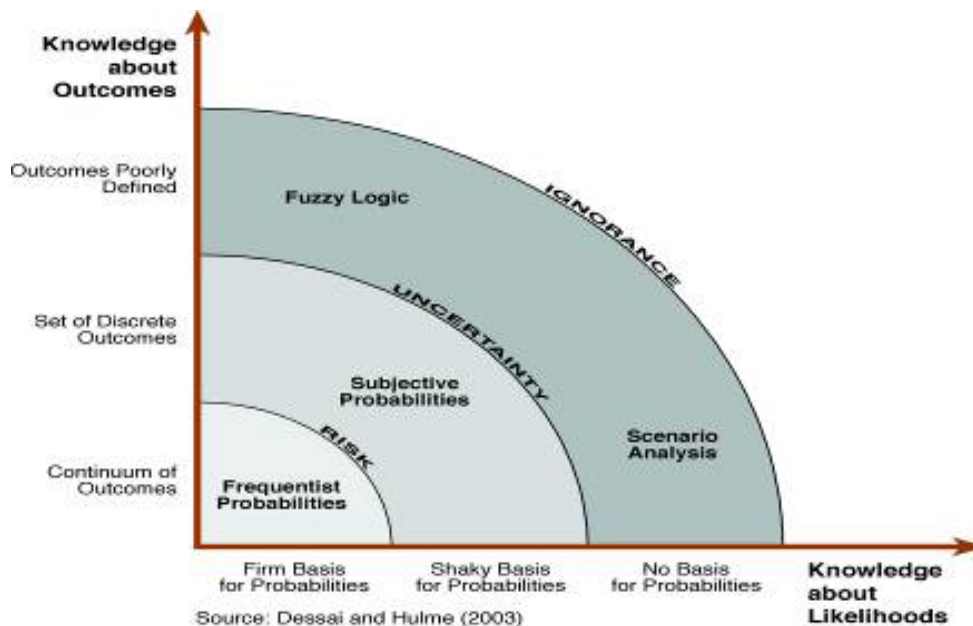 Knowledge
about
Outcomes
Outcomes Poorly
Defined
Fuzzy Logic
IGNORANCE
Set of Discrete
Outcomes
UNCERTAINTY
Subjective
Probabilities
RISK
Scenario
Analysis
Continuum of
Outcomes
Frequentist
Probabilities
Firm Basis
for Probabilities
Shaky Basis
for Probabilities
No Basis
for Probabilities
Knowledge
about
Likelihoods
Source: Dessai and Hulme (2003)